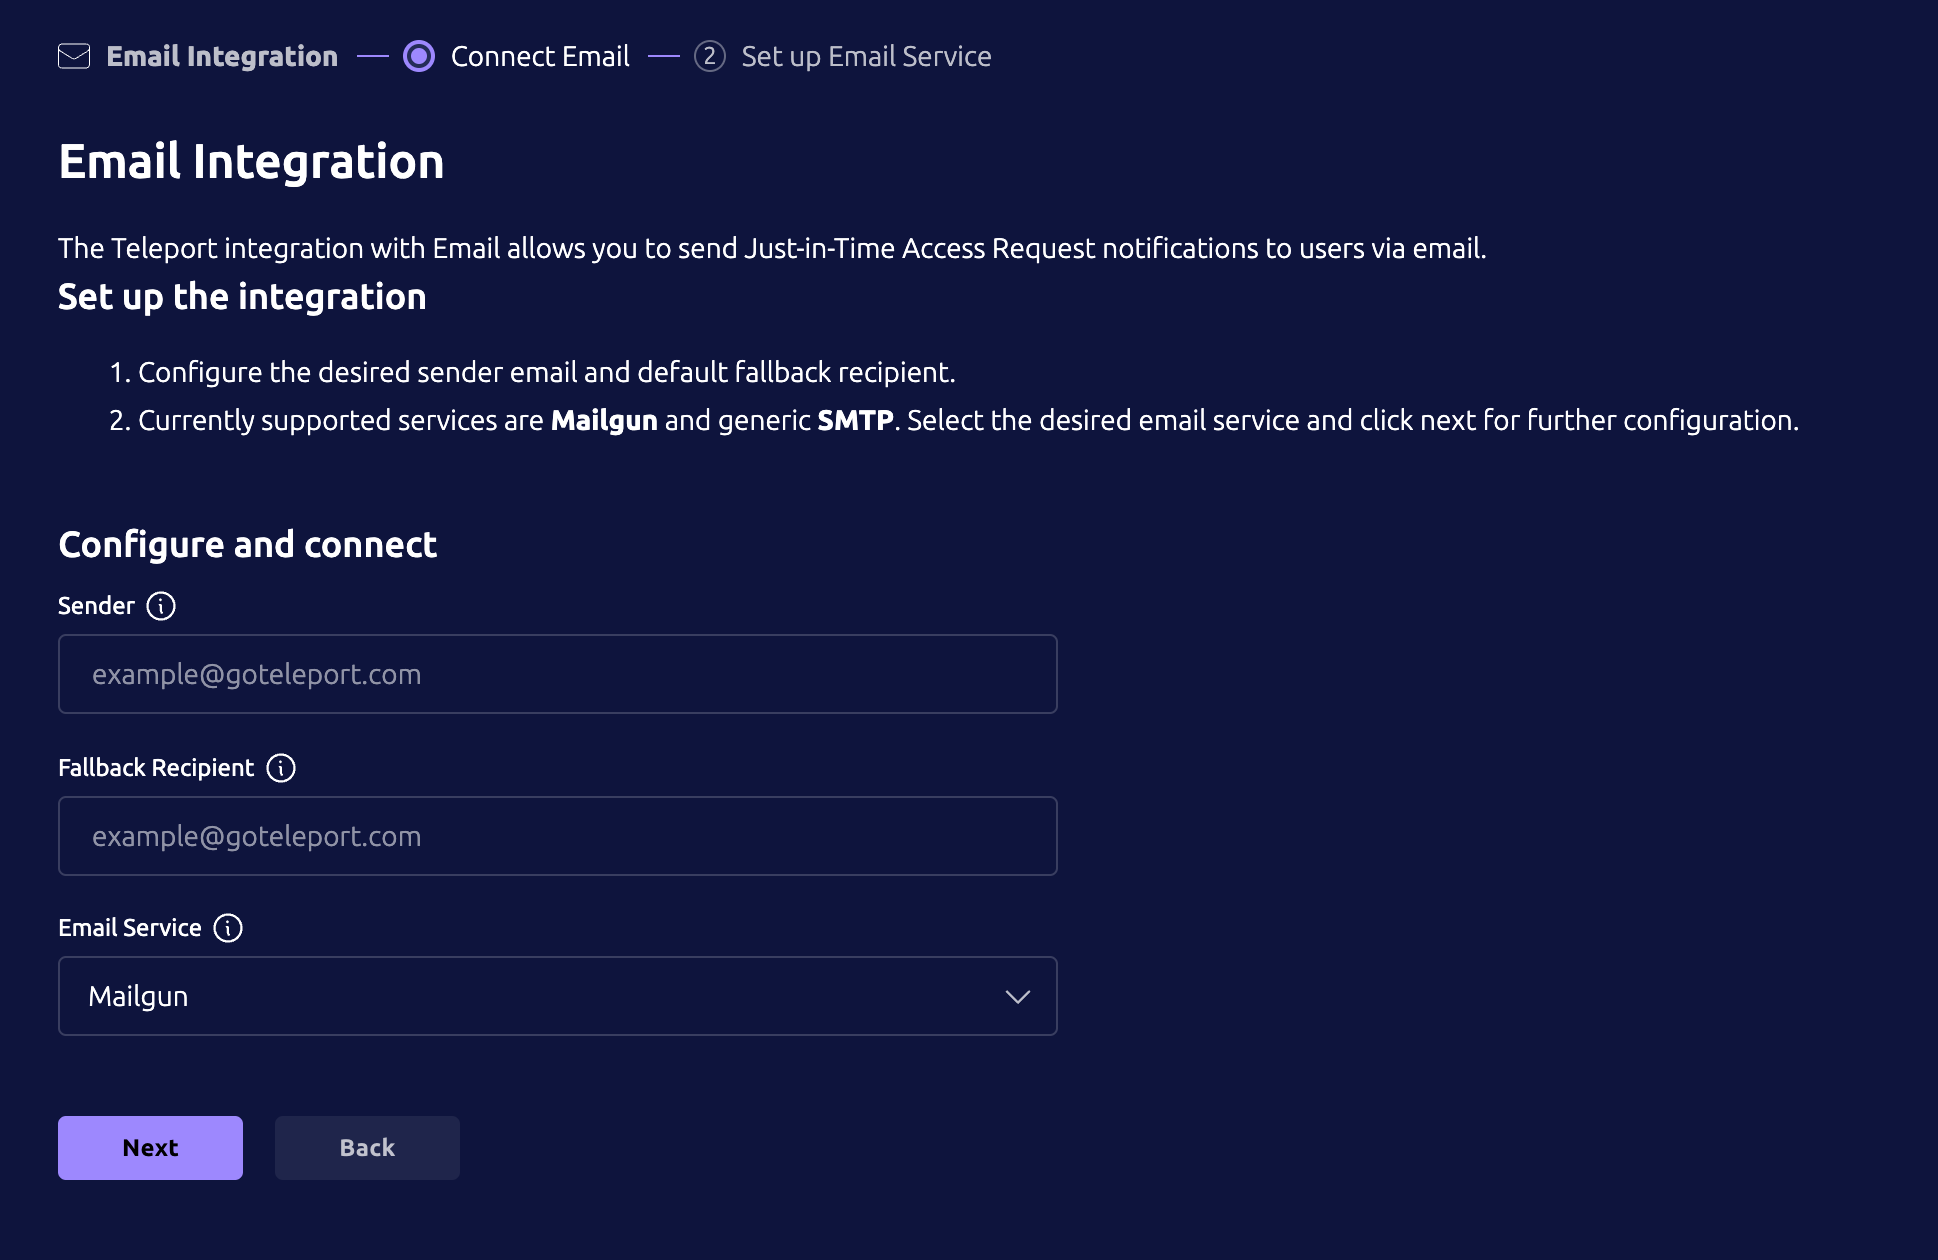 Email Integration
Connect Email
2 Set up Email Service
Email Integration
The Teleport integration with Email allows you to send Just-in-Time Access Request notifications to users via email.
Set up the integration
1. Configure the desired sender email and default fallback recipient.
2. Currently supported services are Mailgun and generic SMTP. Select the desired email service and click next for further configuration.
Configure and connect
Sender
example@goteleport.com
Fallback Recipient
example@goteleport.com
Email Service
Mailgun
Next
Back